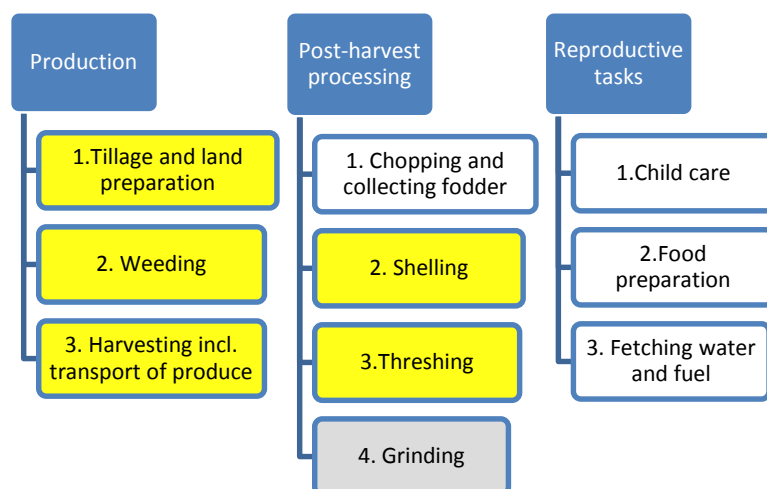 Production
1.Tillage and land
preparation
2. Weeding
3. Harvesting incl.
transport of produce
Post-harvest
processing
1. Chopping and
collecting fodder
2. Shelling
3.Threshing
4. Grinding
Reproductive
tasks
1.Child care
2.Food
preparation
3. Fetching water
and fuel